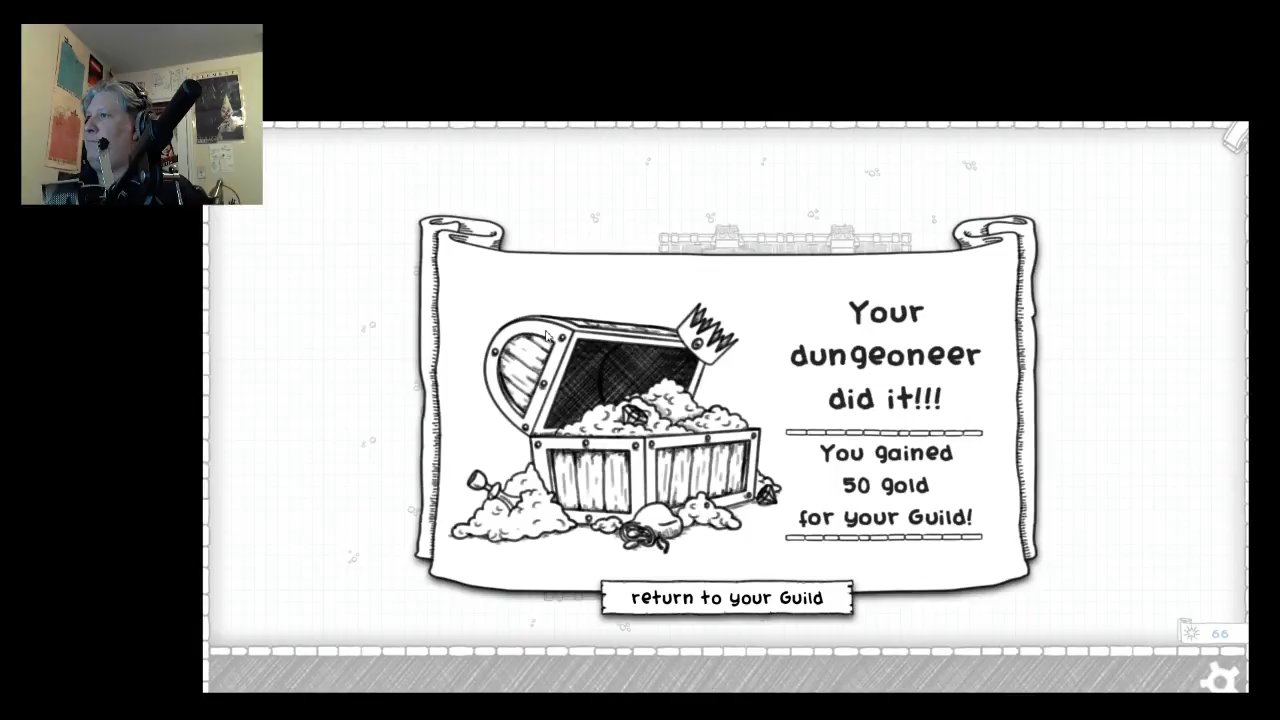 Your
dungeoneer
did it!!!
You gained
50 gold
for your Guild!
return to your Guild
66